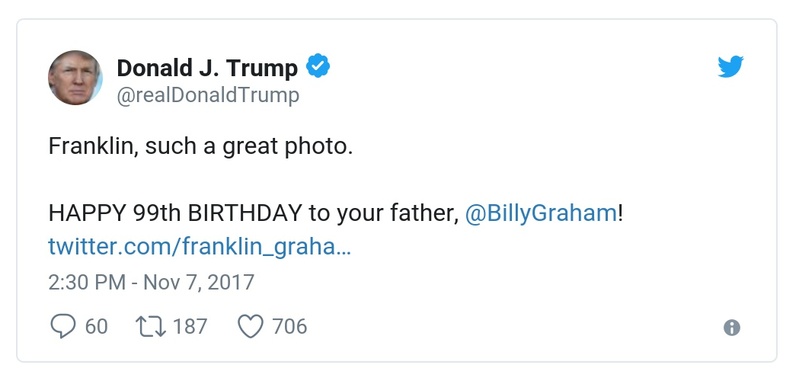 Donald J. Trump
@realDonaldTrump
Franklin, such a great photo.
HAPPY 99th BIRTHDAY to your father, @BillyGraham!
twitter.com/franklin_graha…
2:30 PM - Nov 7, 2017
60 187 706